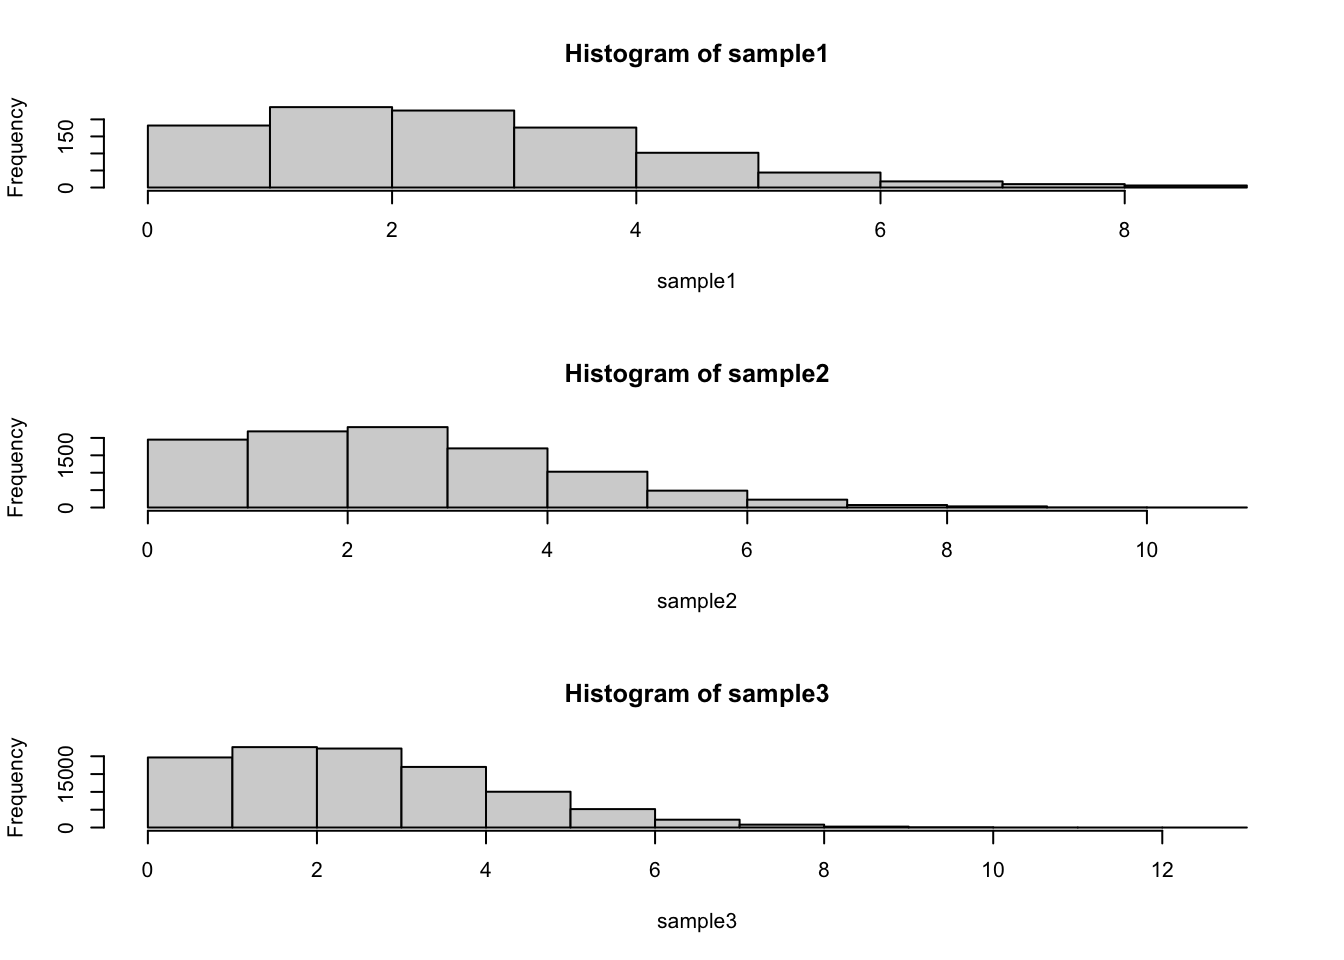 Histogram of sample1
Frequency
150
0
0 2 4 6 8
sample1
Histogram of sample2
Frequency
1500
0
0 2 4 6 8 10
sample2
Histogram of sample3
Frequency
15000
0
0 2 4 6 8 10 12
sample3